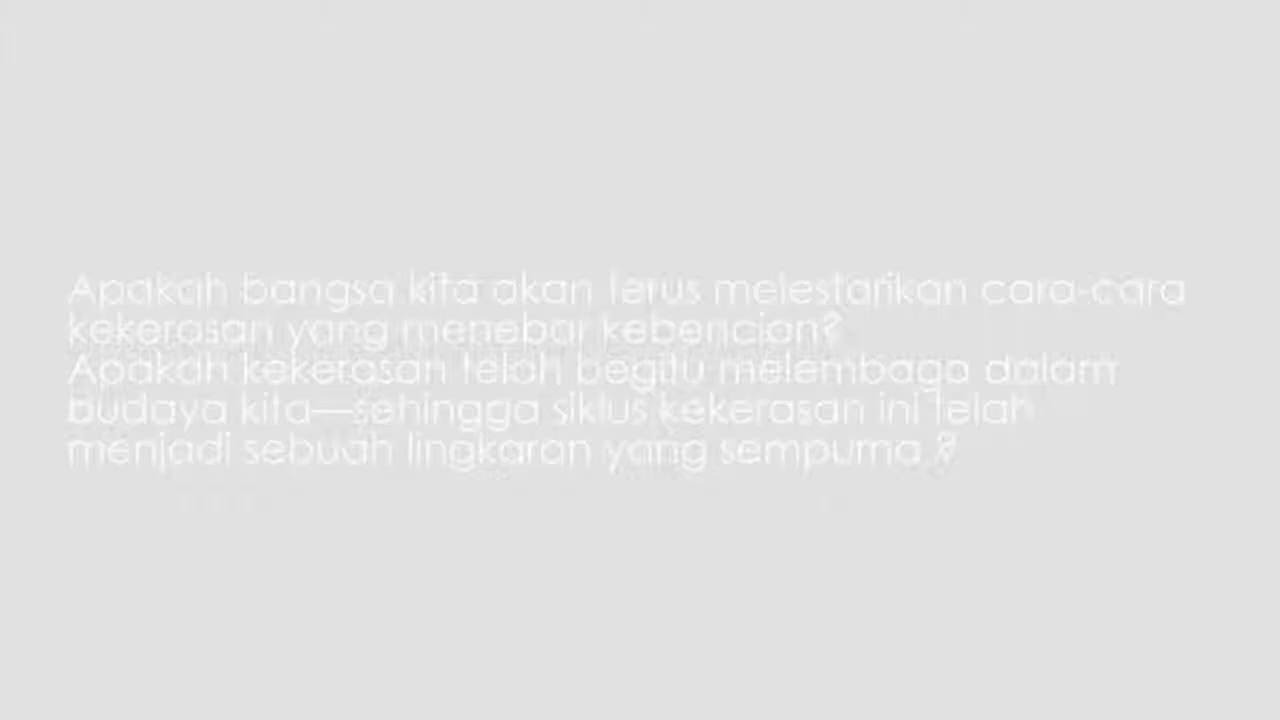 Apakah bangsa kita akan terus melestarikan cara-cara
kekerasan yang menebar kebencian?
Apakah kekerasan telah begitu melembaga dalam
budaya kita—sehingga siklus kekerasan ini telah
menjadi sebuah lingkaran yang sempurna ?